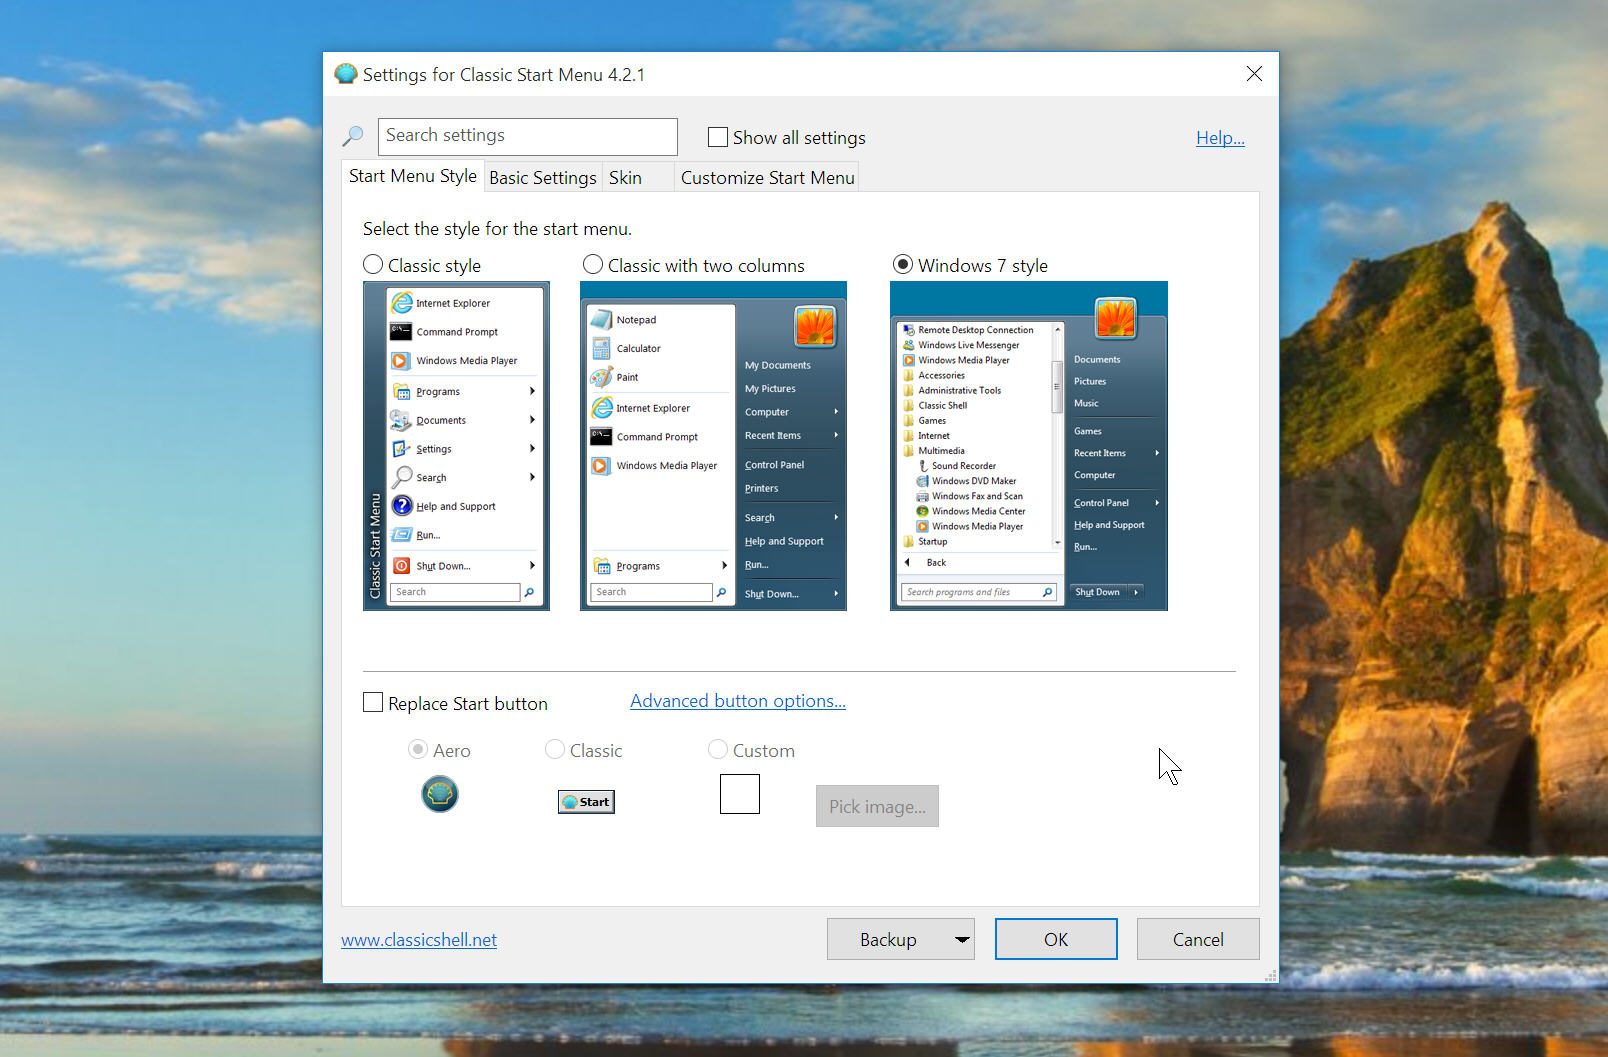 Settings for Classic Start Menu 4.2.1
Search settings
Show all settings
Help...
Start Menu Style
Basic Settings
Skin
Customize Start Menu
Select the style for the start menu.
Classic style
Classic with two columns
Windows 7 style
Internet Explorer
Command Prompt
Windows Media Player
Programs
Documents
Settings
Search
Help and Support
Run...
Shut Down...
Search
Classic Start Menu
Notepad
Calculator
Paint
Internet Explorer
Command Prompt
Windows Media Player
Programs
Search
My Documents
My Pictures
Computer
Recent Items
Control Panel
Printers
Search
Help and Support
Run...
Shut Down...
Remote Desktop Connection
Windows Live Messenger
Windows Media Player
Accessories
Administrative Tools
Classic Shell
Games
Internet
Multimedia
Sound Recorder
Windows DVD Maker
Windows Fax and Scan
Windows Media Center
Windows Media Player
Startup
Back
Search programs and files
Documents
Pictures
Music
Games
Recent Items
Computer
Control Panel
Help and Support
Run...
Shut Down
Replace Start button
Advanced button options...
Aero
Classic
Custom
Start
Pick image...
www.classicshell.net
Backup
OK
Cancel